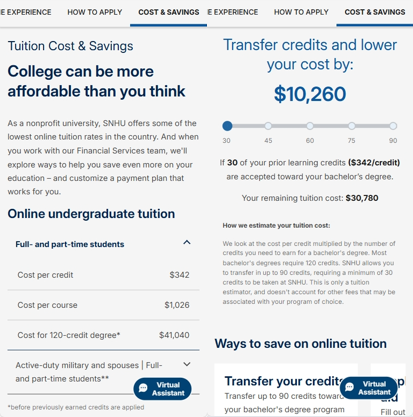 E EXPERIENCE HOW TO APPLY COST & SAVINGS
Tuition Cost & Savings
College can be more
affordable than you think
As a nonprofit university, SNHU offers some of the
lowest online tuition rates in the country. And when
you work with our Financial Services team, we'll
explore ways to help you save even more on your
education – and customize a payment plan that
works for you.
Online undergraduate tuition
Full- and part-time students
Cost per credit $342
Cost per course $1,026
Cost for 120-credit degree* $41,040
Active-duty military and spouses | Full-
and part-time students**
Virtual
Assistant
*before previously earned credits are applied
E EXPERIENCE HOW TO APPLY COST & SAVINGS
Transfer credits and lower
your cost by:
$10,260
30 45 60 75 90
If 30 of your prior learning credits ($342/credit)
are accepted toward your bachelor's degree.
Your remaining tuition cost: $30,780
How we estimate your tuition cost:
We look at the cost per credit multiplied by the number of
credits you need to earn for a bachelor's degree. Most
bachelor's degrees require 120 credits. SNHU allows you
to transfer in up to 90 credits, requiring a minimum of 30
credits to be taken at SNHU. This is only a tuition
estimator, and doesn't account for other fees that may be
associated with your program of choice.
Ways to save on online tuition
Transfer your credits
Transfer up to 90 credits toward
your bachelor's degree program
Virtual
Assistant
Fill out